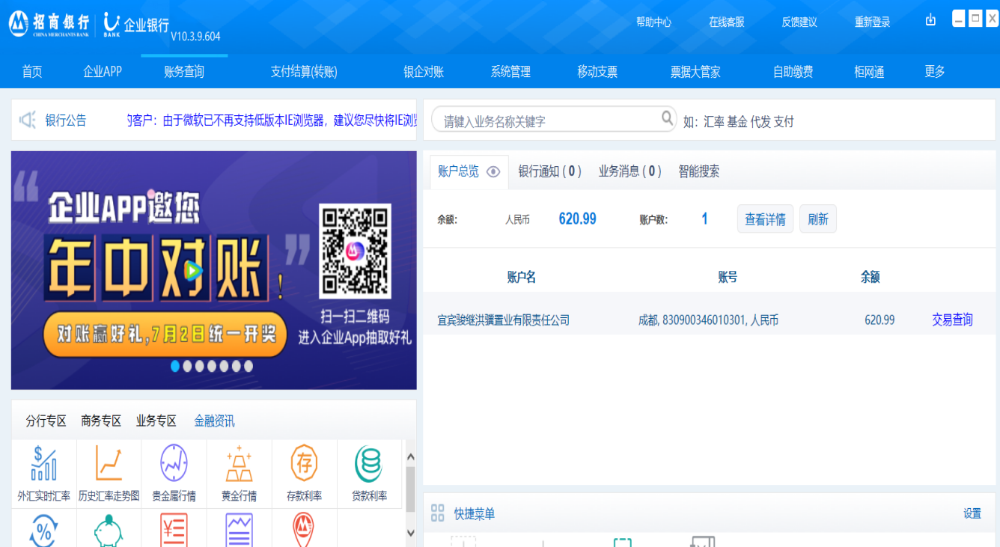 招商银行
CHINA MERCHANTS BANK
BANK
企业银行
V10.3.9.604
帮助中心
在线客服
反馈建议
重新登录
首页
企业APP
账务查询
支付结算(转账)
银企对账
系统管理
移动支票
票据大管家
自助缴费
柜网通
更多
银行公告
的客户：由于微软已不再支持低版本IE浏览器，建议您尽快将IE浏览
请键入业务名称关键字
如: 汇率 基金 代发 支付
企业APP邀您
年中对账!
对账赢好礼,7月2日统一开奖
扫一扫二维码
进入企业App抽取好礼
账户总览
银行通知 ( 0 )
业务消息 ( 0 )
智能搜索
余额:
人民币
620.99
账户数:
1
查看详情
刷新
账户名
账号
余额
宜宾骏继洪骥置业有限责任公司
成都, 830900346010301, 人民币
620.99
交易查询
分行专区
商务专区
业务专区
金融资讯
外汇实时汇率
历史汇率走势图
贵金属行情
黄金行情
存
存款利率
贷款利率
快捷菜单
设置